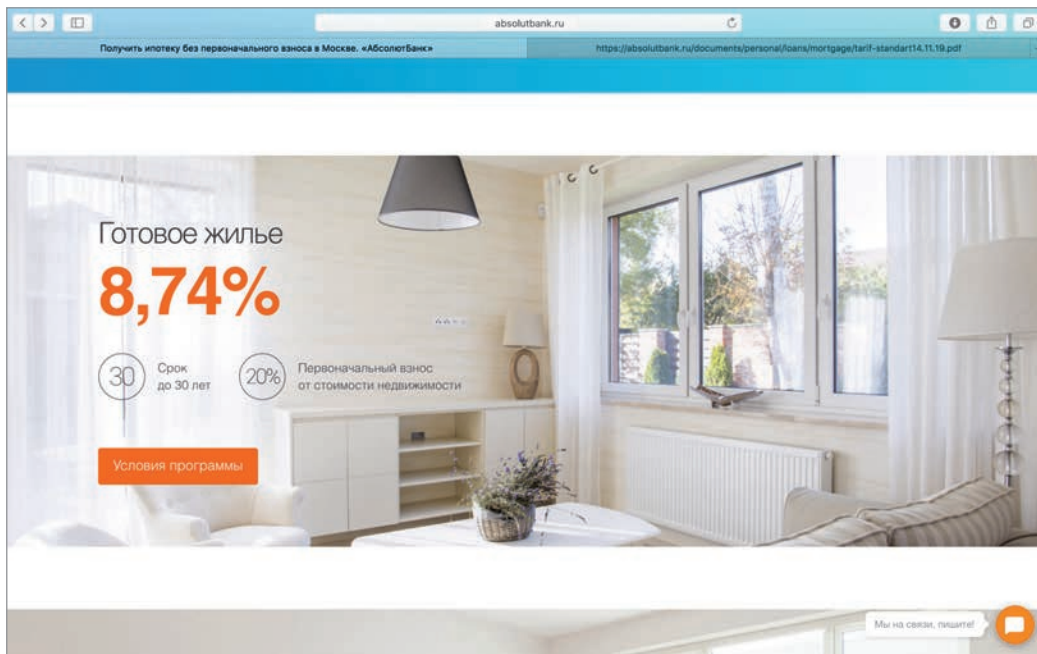 absolutbank.ru
Получить ипотеку без первоначального взноса в Москве. «АбсолютБанк»
https://absolutbank.ru/documents/personal/loans/mortgage/tarif-standart14.11.19.pdf
Готовое жилье
8,74%
30
Срок
до 30 лет
20%
Первоначальный взнос
от стоимости недвижимости
Условия программы
Мы на связи, пишите!